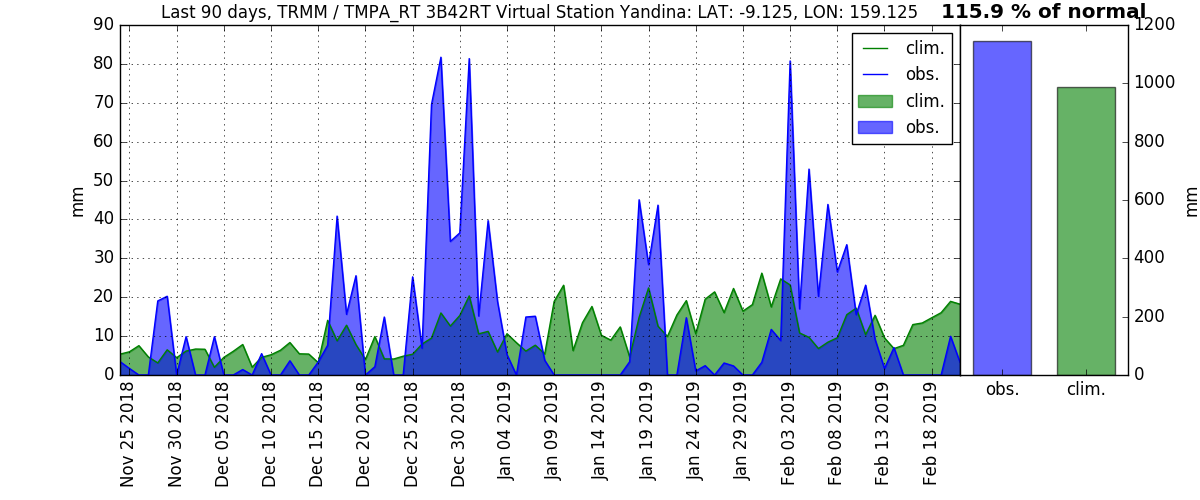 Last 90 days, TRMM / TMPA_RT 3B42RT Virtual Station Yandina: LAT: -9.125, LON: 159.125
115.9 % of normal
90
80
70
60
50
40
30
20
10
0
mm
clim.
obs.
clim.
obs.
1200
1000
800
600
400
200
0
mm
obs.
clim.
Nov 25 2018
Nov 30 2018
Dec 05 2018
Dec 10 2018
Dec 15 2018
Dec 20 2018
Dec 25 2018
Dec 30 2018
Jan 04 2019
Jan 09 2019
Jan 14 2019
Jan 19 2019
Jan 24 2019
Jan 29 2019
Feb 03 2019
Feb 08 2019
Feb 13 2019
Feb 18 2019